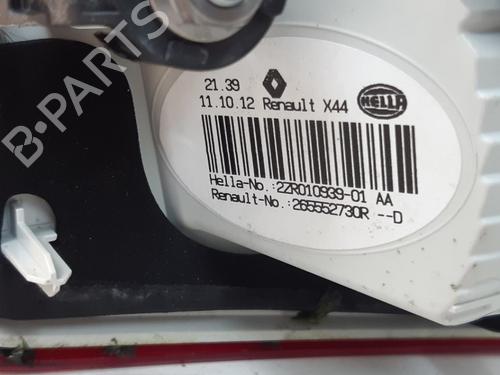 21.39
11.10.12 Renault X44
HELLA
Hella-No.:2ZR010939-01 AA
Renault-No.:265552730R --D
B-PARTS